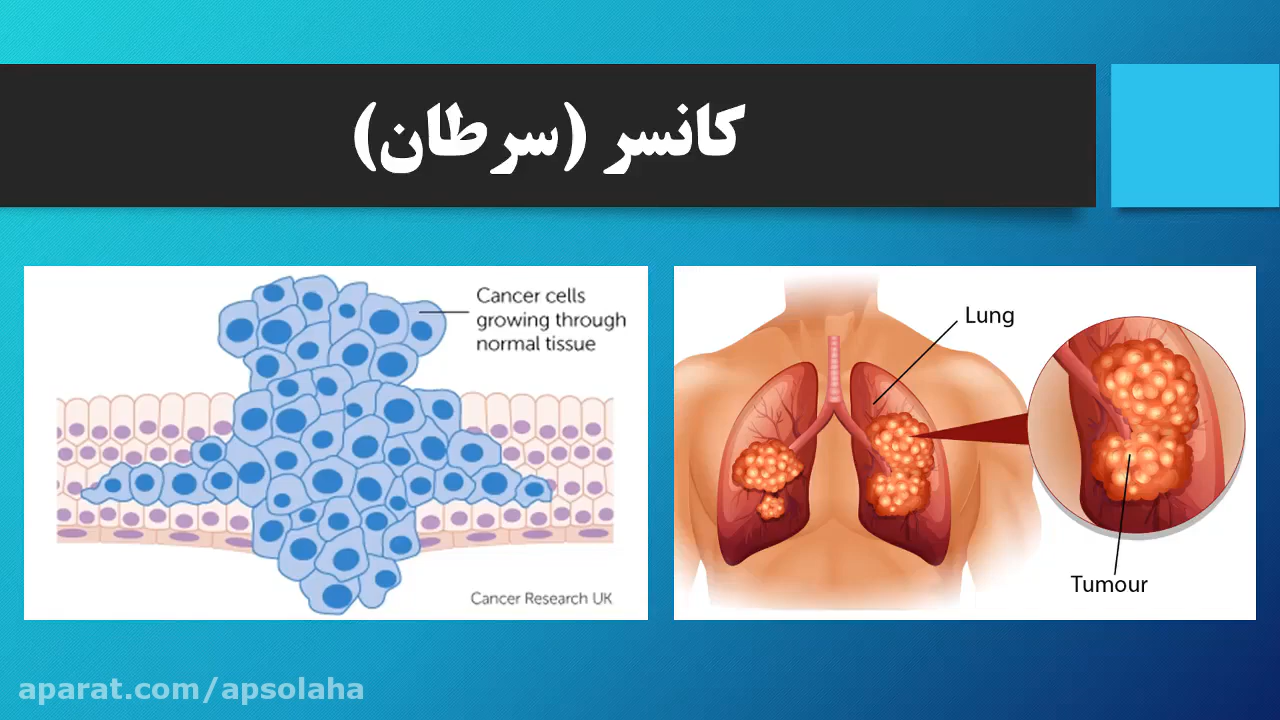 کانسر (سرطان)
Cancer cells
growing through
normal tissue
Cancer Research UK
Lung
Tumour
aparat.com/apsolaha